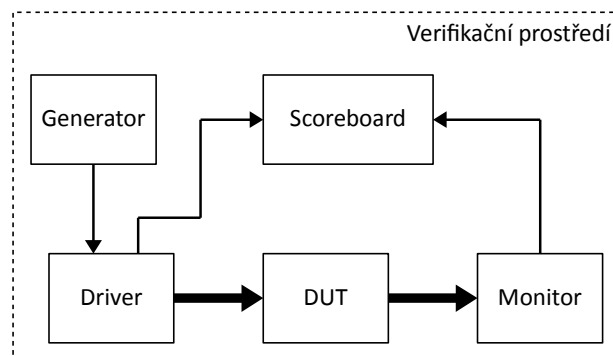 Verifikační prostředí
Generator
Scoreboard
Driver
DUT
Monitor